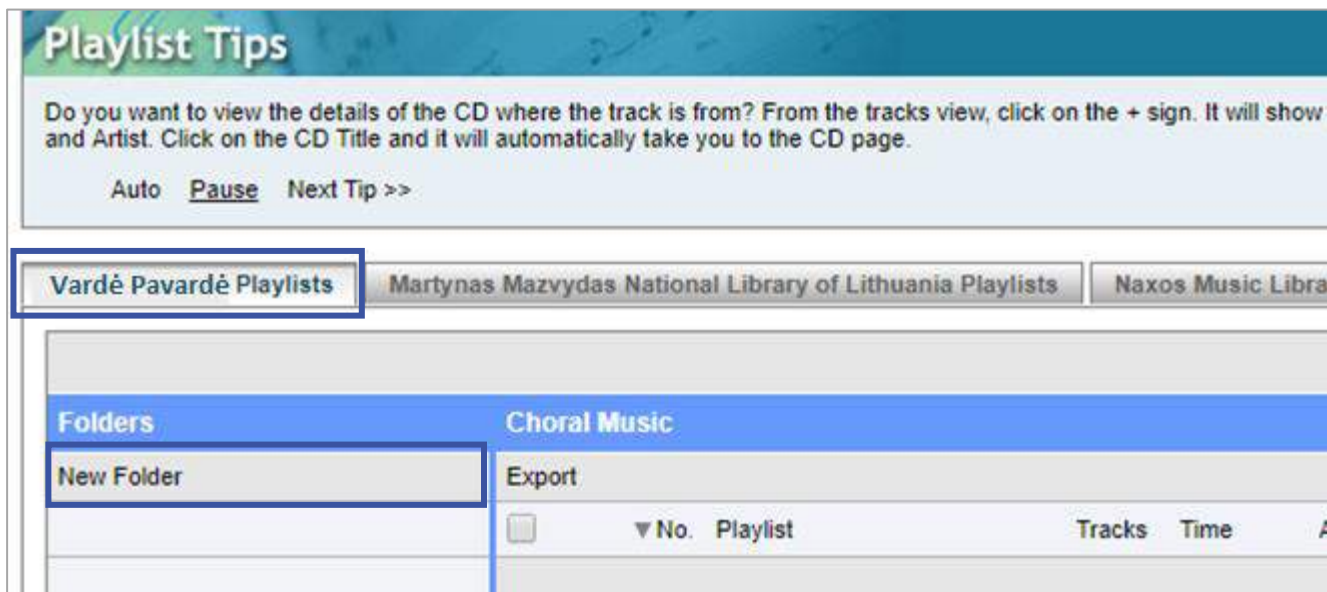 Playlist Tips
Do you want to view the details of the CD where the track is from? From the tracks view, click on the + sign. It will show
and Artist. Click on the CD Title and it will automatically take you to the CD page.
Auto Pause Next Tip >>
Vardė Pavardė Playlists Martynas Mazvydas National Library of Lithuania Playlists Naxos Music Libra
Folders Choral Music
New Folder Export
▼No. Playlist Tracks Time A